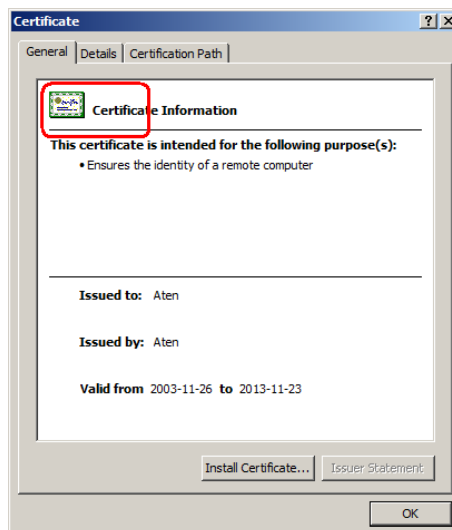 Certificate
General Details Certification Path
Certificate Information
This certificate is intended for the following purpose(s):
• Ensures the identity of a remote computer
Issued to: Aten
Issued by: Aten
Valid from 2003-11-26 to 2013-11-23
Install Certificate... Issuer Statement
OK